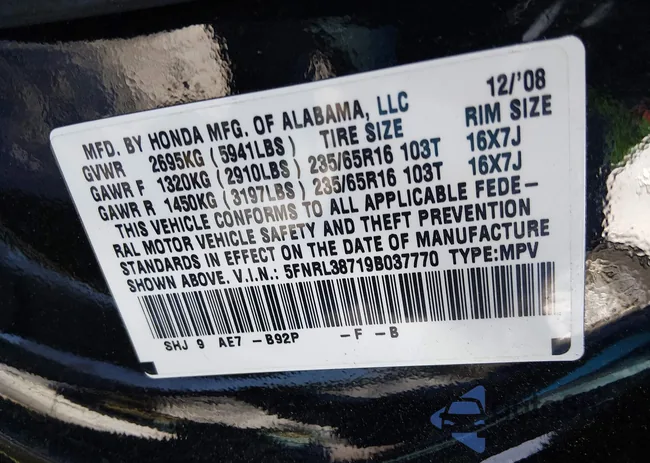 12/'08
MFD. BY HONDA MFG. OF ALABAMA, LLC
GVWR 2695KG (5941LBS) TIRE SIZE RIM SIZE
GAWR F 1320KG (2910LBS) 235/65R16 103T 16X7J
GAWR R 1450KG (3197LBS) 235/65R16 103T 16X7J
THIS VEHICLE CONFORMS TO ALL APPLICABLE FEDE-
RAL MOTOR VEHICLE SAFETY AND THEFT PREVENTION
STANDARDS IN EFFECT ON THE DATE OF MANUFACTURE
SHOWN ABOVE. V.I.N.: 5FNRL38719B037770 TYPE:MPV
SHJ 9 AE7 -B92P -F -B